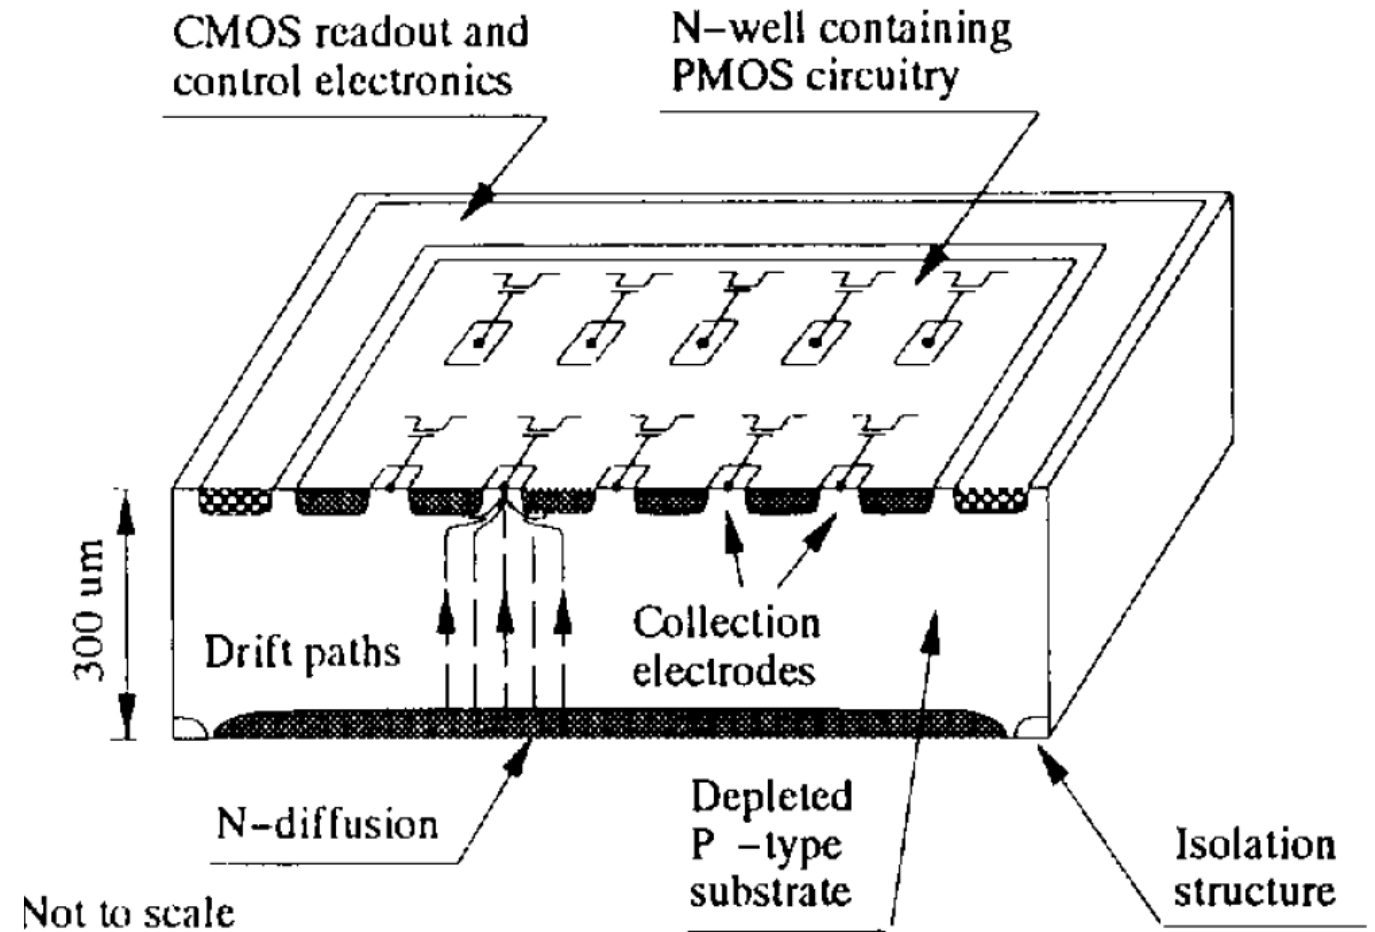 CMOS readout and
control electronics
N-well containing
PMOS circuitry
300 um
Drift paths
Collection
electrodes
N-diffusion
Depleted
P -type
substrate
Isolation
structure
Not to scale